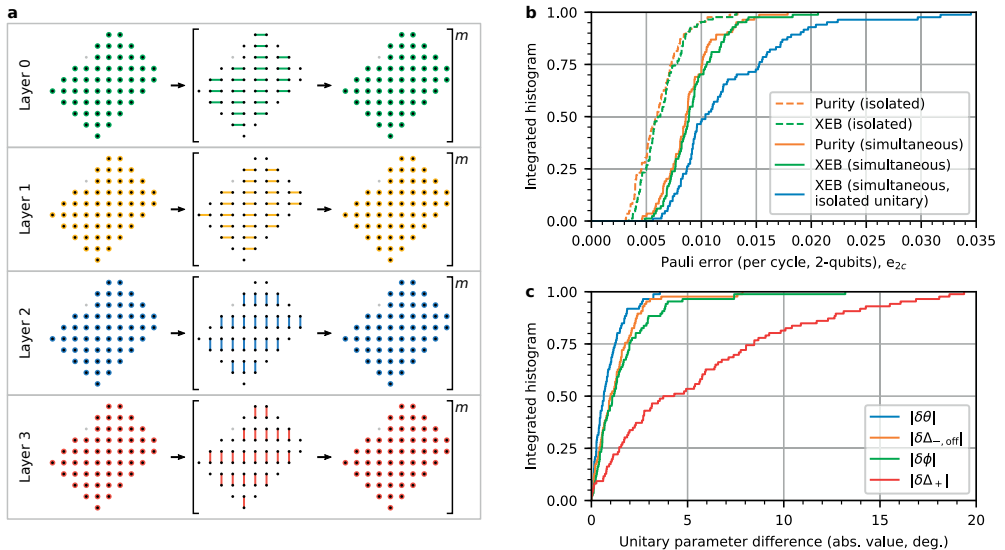 a
Layer 0
m
Layer 1
m
Layer 2
m
Layer 3
m
b
Integrated histogram
1.00
0.75
0.50
0.25
0.00
Purity (isolated)
XEB (isolated)
Purity (simultaneous)
XEB (simultaneous)
XEB (simultaneous,
isolated unitary)
0.000 0.005 0.010 0.015 0.020 0.025 0.030 0.035
Pauli error (per cycle, 2-qubits), e2c
c
Integrated histogram
1.00
0.75
0.50
0.25
0.00
|δθ|
|δΔ−,off|
|δϕ|
|δΔ+|
0 5 10 15 20
Unitary parameter difference (abs. value, deg.)